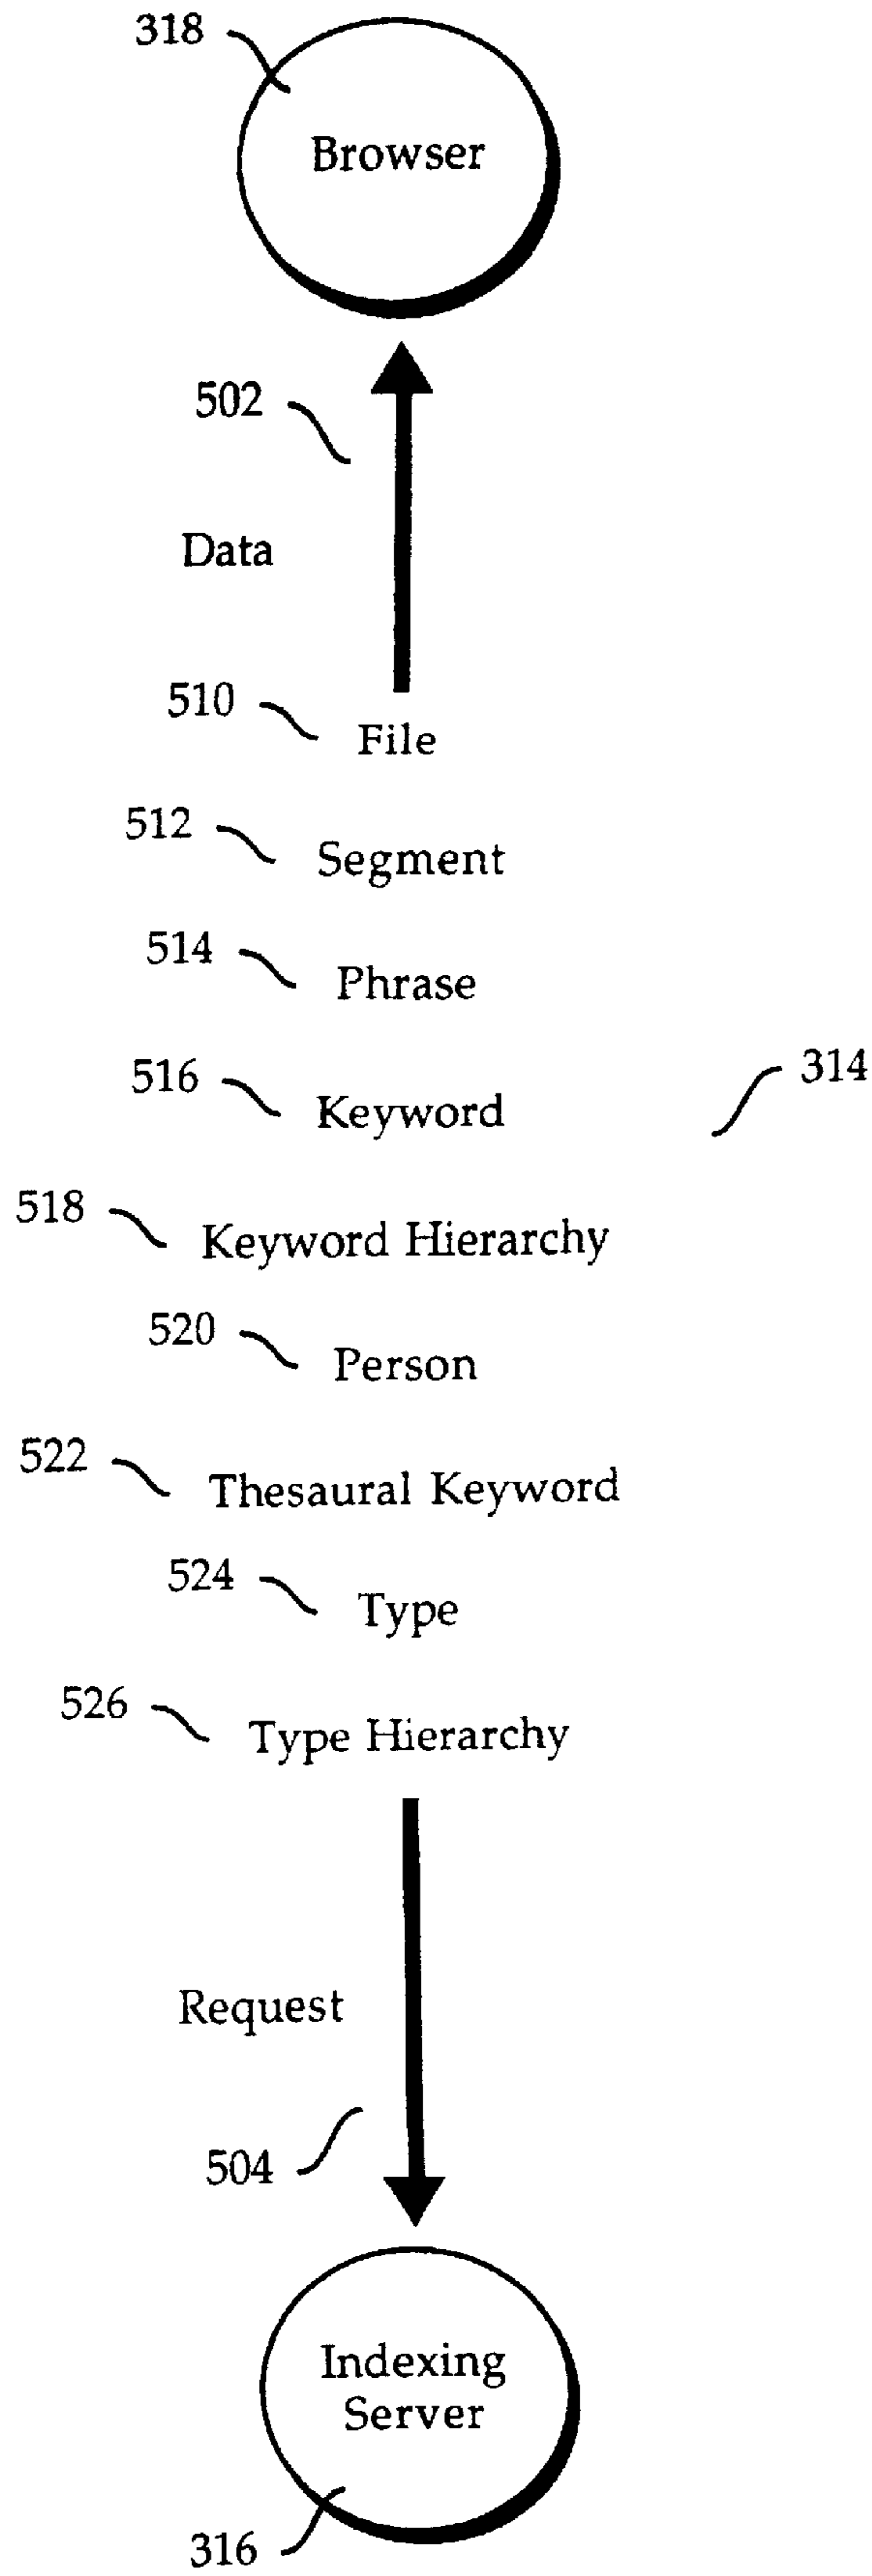 318
Browser
502
Data
510
File
512
Segment
514
Phrase
314
516
Keyword
518
Keyword Hierarchy
520
Person
522
Thesaural Keyword
524
Type
526
Type Hierarchy
Request
504
Indexing
Server
316